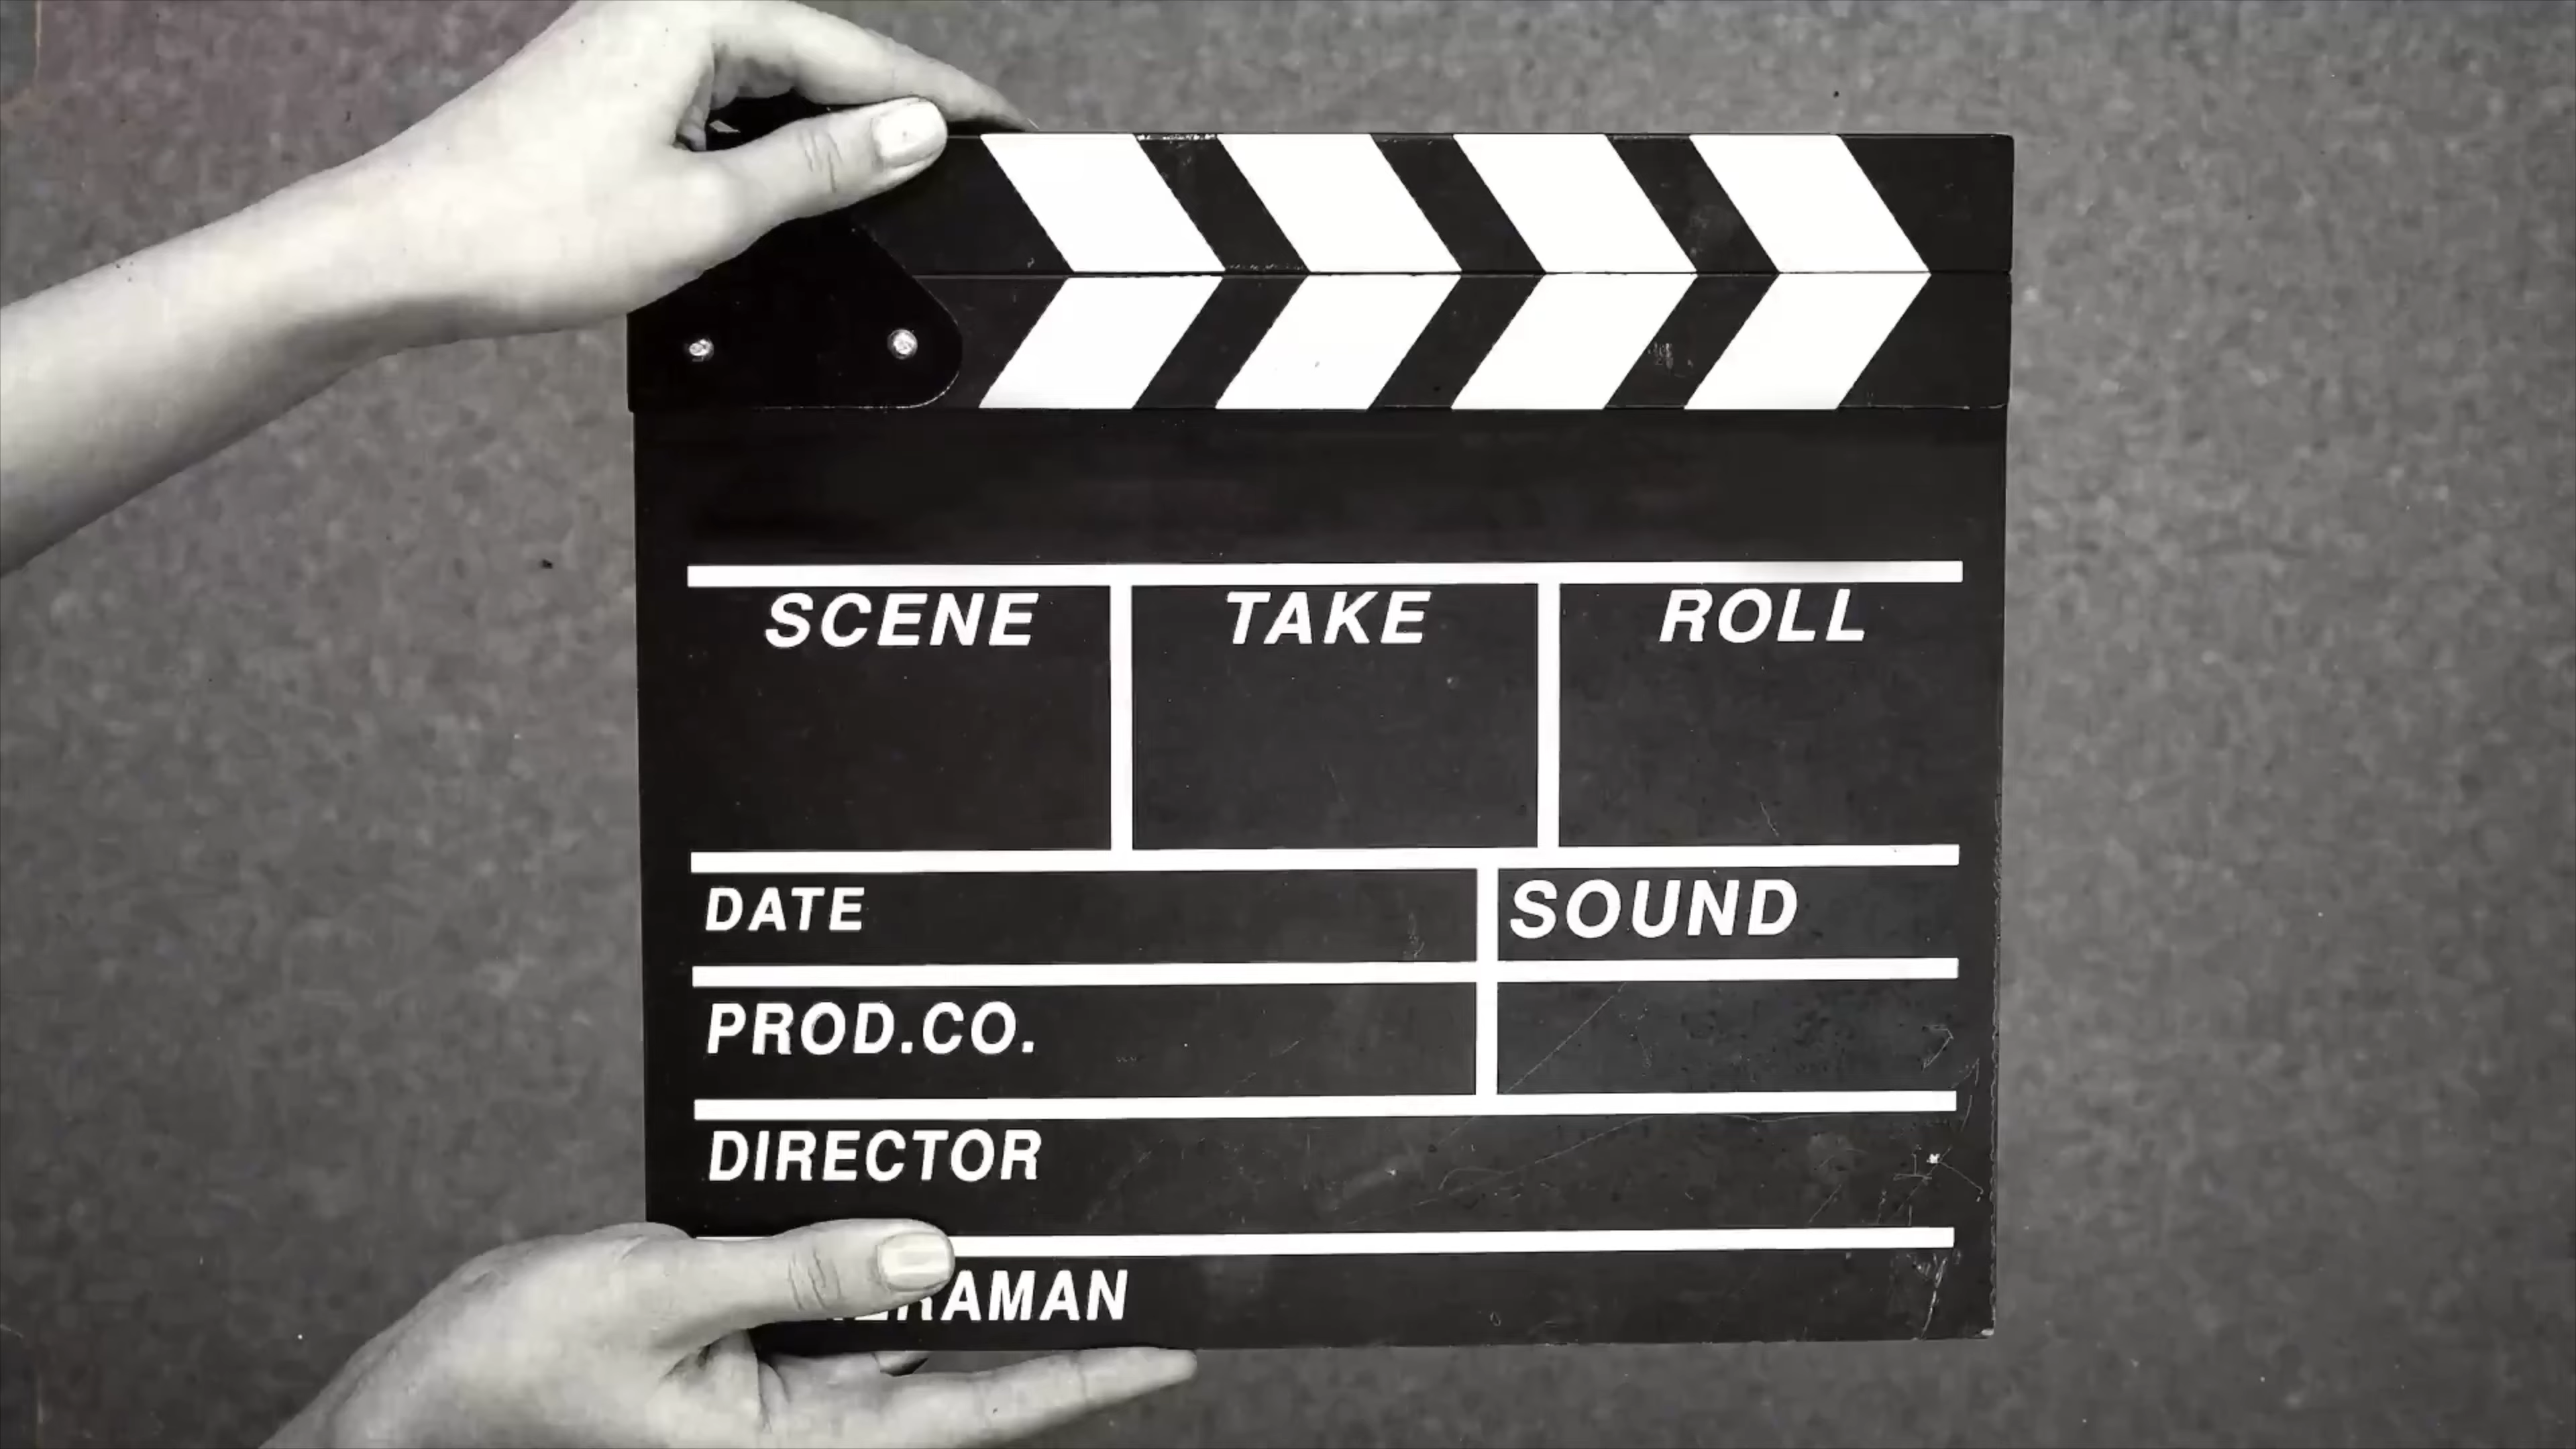 SCENE TAKE ROLL
DATE SOUND
PROD.CO.
DIRECTOR